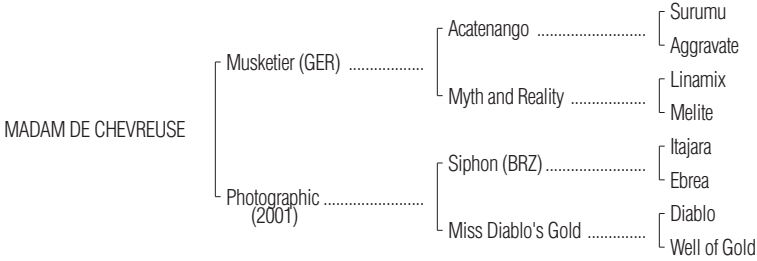 Surumu
Acatenango ..........................
Aggravate
Musketier (GER) ..................
Linamix
Myth and Reality ..................
Melite
MADAM DE CHEVREUSE
Itajara
Siphon (BRZ) ........................
Ebrea
Photographic ........................
(2001)
Diablo
Miss Diablo's Gold ..............
Well of Gold